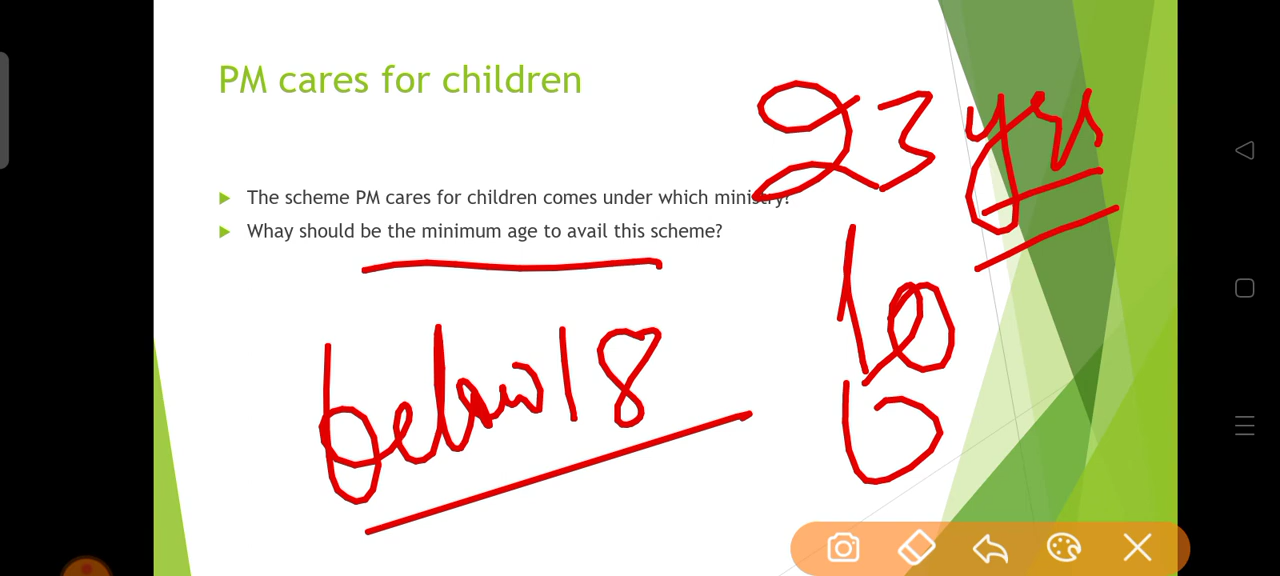 PM cares for children
The scheme PM cares for children comes under which ministry?
Whay should be the minimum age to avail this scheme?
23 yrs
10
below 18